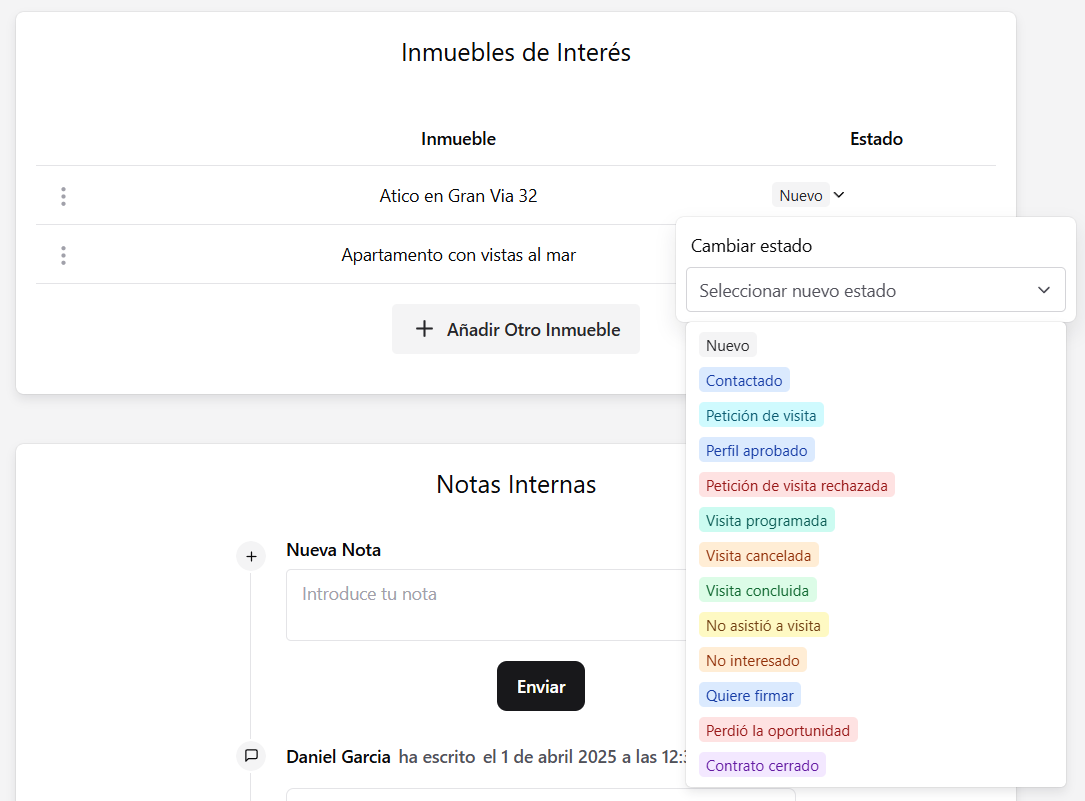 Inmuebles de Interés
Inmueble Estado
Atico en Gran Via 32 Nuevo
Apartamento con vistas al mar
Añadir Otro Inmueble
Cambiar estado
Seleccionar nuevo estado
Nuevo
Contactado
Petición de visita
Perfil aprobado
Petición de visita rechazada
Visita programada
Visita cancelada
Visita concluida
No asistió a visita
No interesado
Quiere firmar
Perdió la oportunidad
Contrato cerrado
Notas Internas
Nueva Nota
Introduce tu nota
Enviar
Daniel Garcia ha escrito el 1 de abril 2025 a las